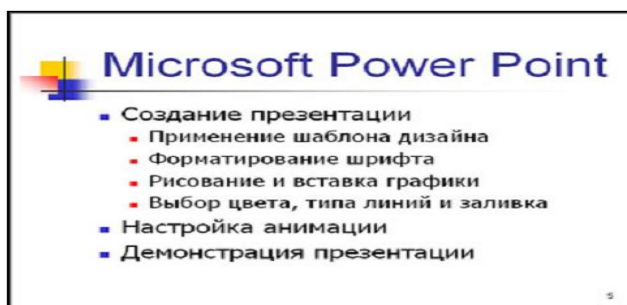 Microsoft Power Point
Создание презентации
Применение шаблона дизайна
Форматирование шрифта
Рисование и вставка графики
Выбор цвета, типа линий и заливка
Настройка анимации
Демонстрация презентации
5